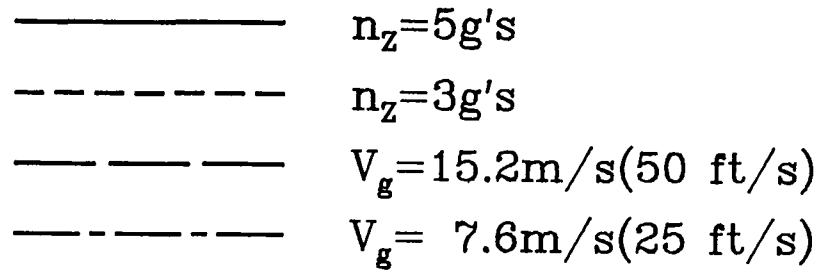 n_z=5g's
n_z=3g's
V_g=15.2m/s(50 ft/s)
V_g= 7.6m/s(25 ft/s)